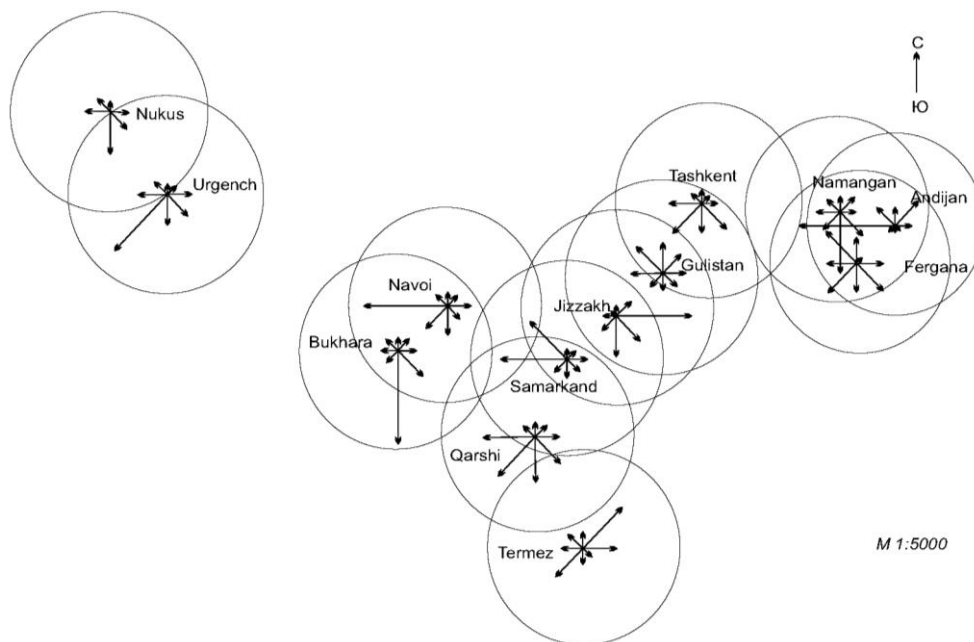 С
Ю
Nukus
Urgench
Tashkent
Namangan
Andijan
Gulistan
Fergana
Navoi
Jizzakh
Bukhara
Samarkand
Qarshi
Termez
M 1:5000